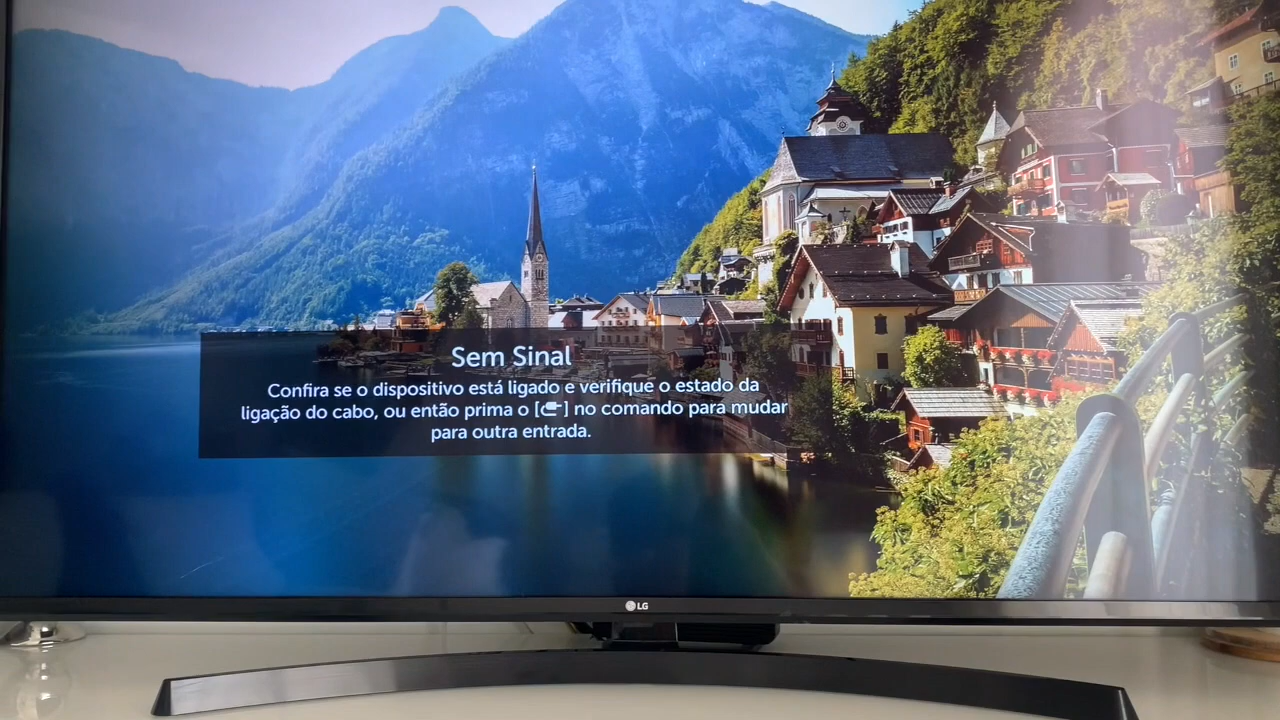 Sem Sinal
Confira se o dispositivo está ligado e verifique o estado da
ligação do cabo, ou então prima o [ ] no comando para mudar
para outra entrada.
LG